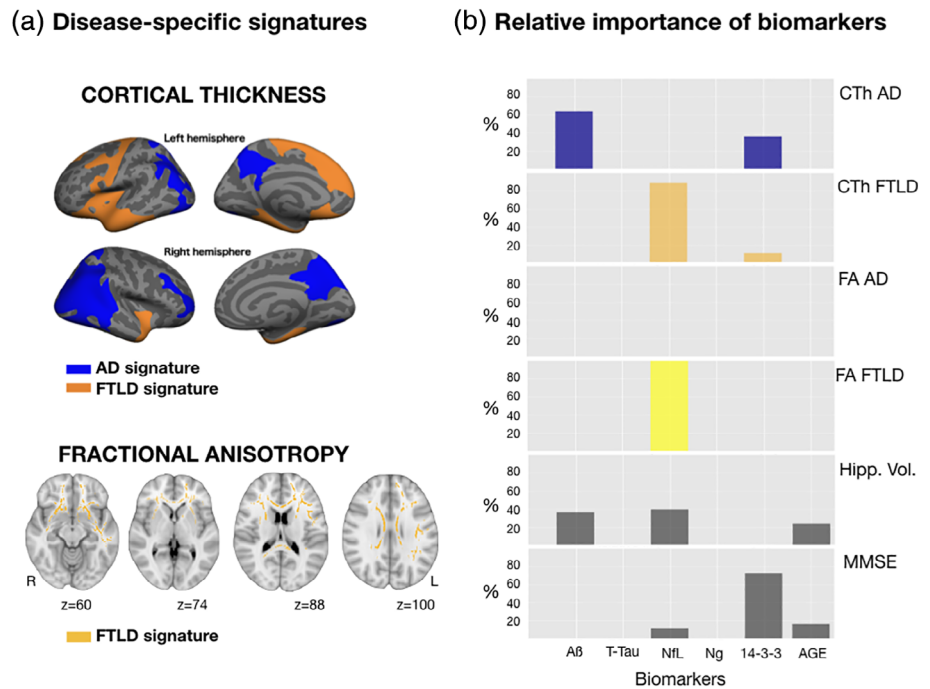 (a) Disease-specific signatures
CORTICAL THICKNESS
Left hemisphere
Right hemisphere
AD signature
FTLD signature
FRACTIONAL ANISOTROPY
R
L
z=60
z=74
z=88
z=100
FTLD signature
(b) Relative importance of biomarkers
80
60
40
20
%
CTh AD
80
60
40
20
%
CTh FTLD
80
60
40
20
%
FA AD
80
60
40
20
%
FA FTLD
80
60
40
20
%
Hipp. Vol.
80
60
40
20
%
MMSE
Aß T-Tau NfL Ng 14-3-3 AGE
Biomarkers